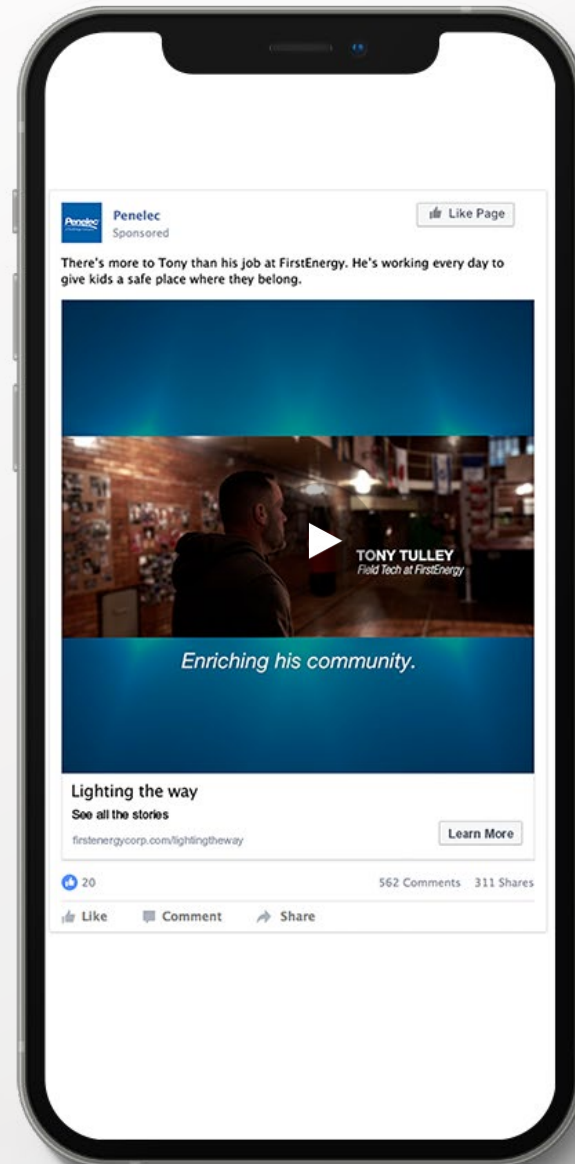 Penelec
Penelec
Sponsored
Like Page
There's more to Tony than his job at FirstEnergy. He's working every day to
give kids a safe place where they belong.
TONY TULLEY
Field Tech at FirstEnergy
Enriching his community.
Lighting the way
See all the stories
firstenergycorp.com/lightingtheway
Learn More
20
562 Comments 311 Shares
Like Comment Share